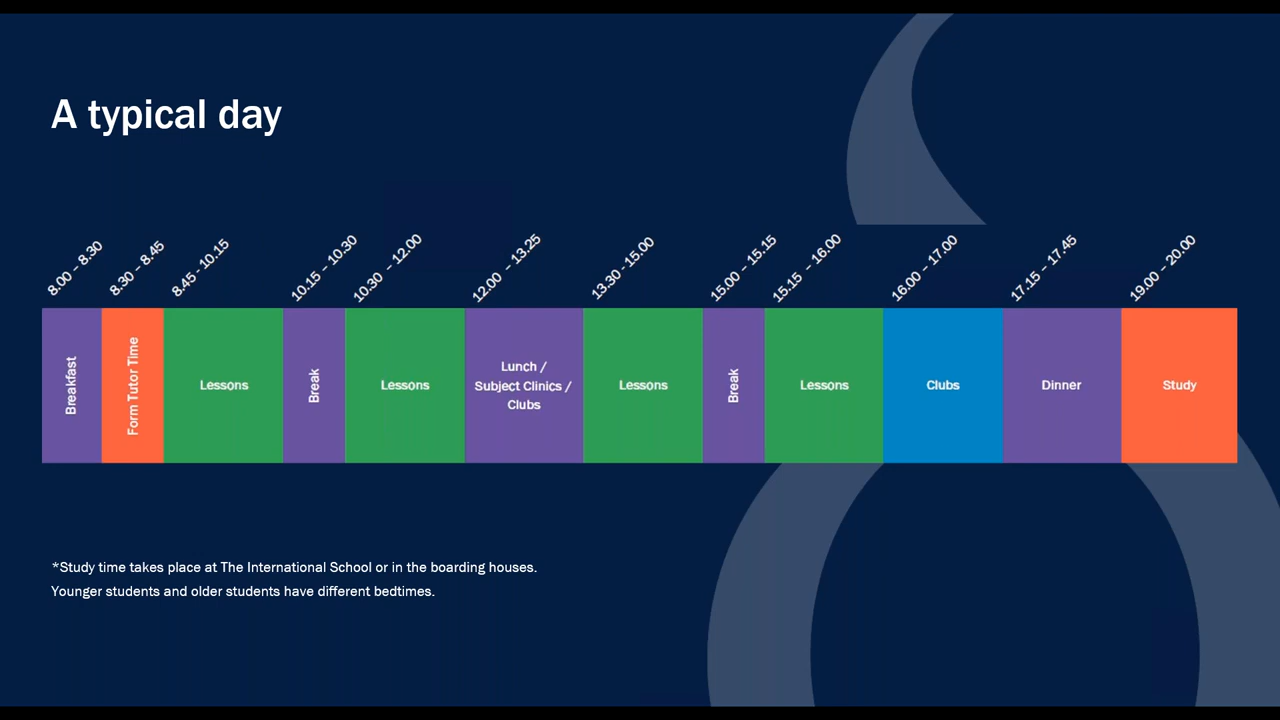 A typical day
8.00 – 8.30
8.30 – 8.45
8.45 - 10.15
10.15 – 10.30
10.30 – 12.00
12.00 – 13.25
13.30 - 15.00
15.00 – 15.15
15.15 – 16.00
16.00 – 17.00
17.15 – 17.45
19.00 – 20.00
Breakfast
Form Tutor Time
Lessons
Break
Lessons
Lunch /
Subject Clinics /
Clubs
Lessons
Break
Lessons
Clubs
Dinner
Study
*Study time takes place at The International School or in the boarding houses.
Younger students and older students have different bedtimes.